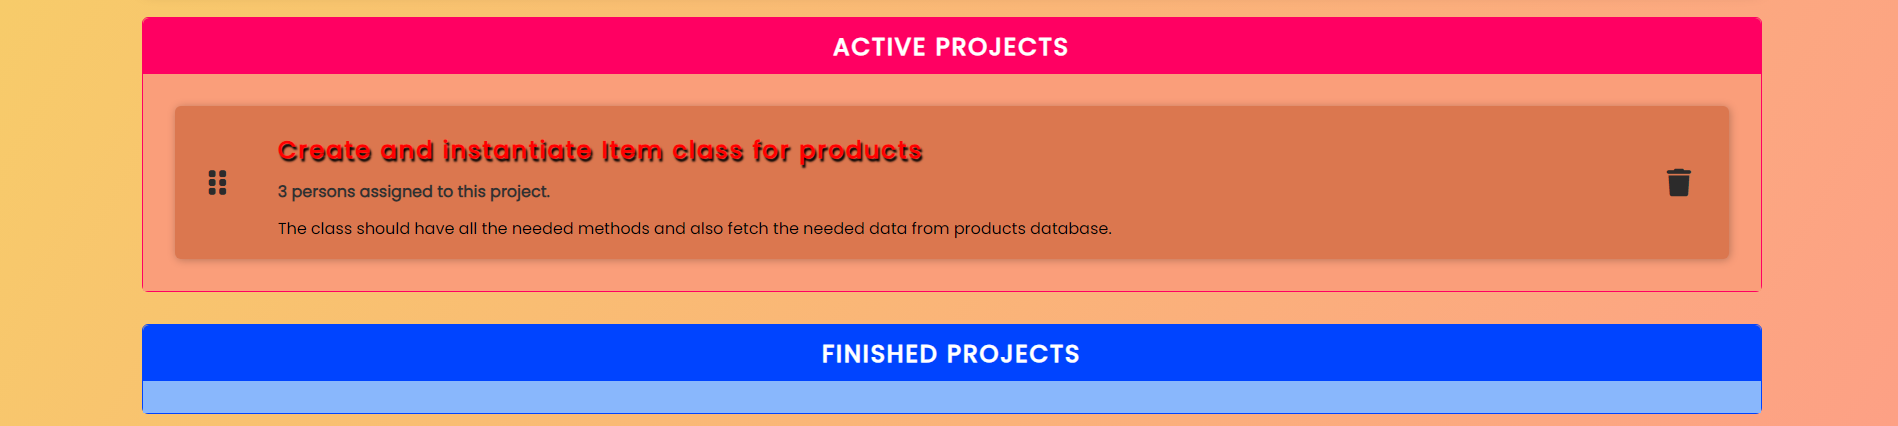 ACTIVE PROJECTS
Create and instantiate Item class for products
3 persons assigned to this project.
The class should have all the needed methods and also fetch the needed data from products database.
FINISHED PROJECTS